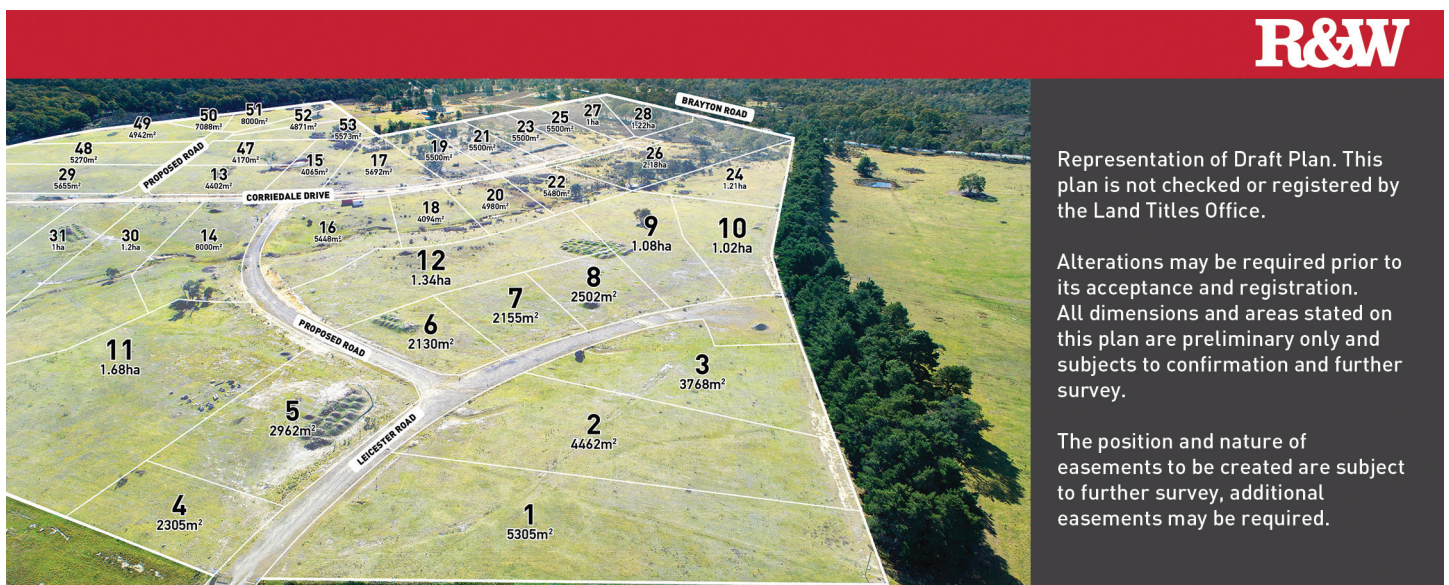 R&W
BRAYTON ROAD
49
4942m²
50
7088m²
51
8000m²
52
4871m²
53
5573m²
48
5270m²
PROPOSED ROAD
47
4170m²
15
4065m²
17
5692m²
19
5500m²
21
5500m²
23
5500m²
25
5500m²
27
1ha
28
1.22ha
29
5655m²
13
4402m²
26
2.18ha
24
1.21ha
CORRIEDALE DRIVE
18
4094m²
20
4980m²
22
5480m²
31
1ha
30
1.2ha
14
8000m²
16
5448m²
12
1.34ha
9
1.08ha
10
1.02ha
8
2502m²
7
2155m²
6
2130m²
PROPOSED ROAD
11
1.68ha
3
3768m²
5
2962m²
LEICESTER ROAD
2
4462m²
4
2305m²
1
5305m²
Representation of Draft Plan. This
plan is not checked or registered by
the Land Titles Office.
Alterations may be required prior to
its acceptance and registration.
All dimensions and areas stated on
this plan are preliminary only and
subjects to confirmation and further
survey.
The position and nature of
easements to be created are subject
to further survey, additional
easements may be required.